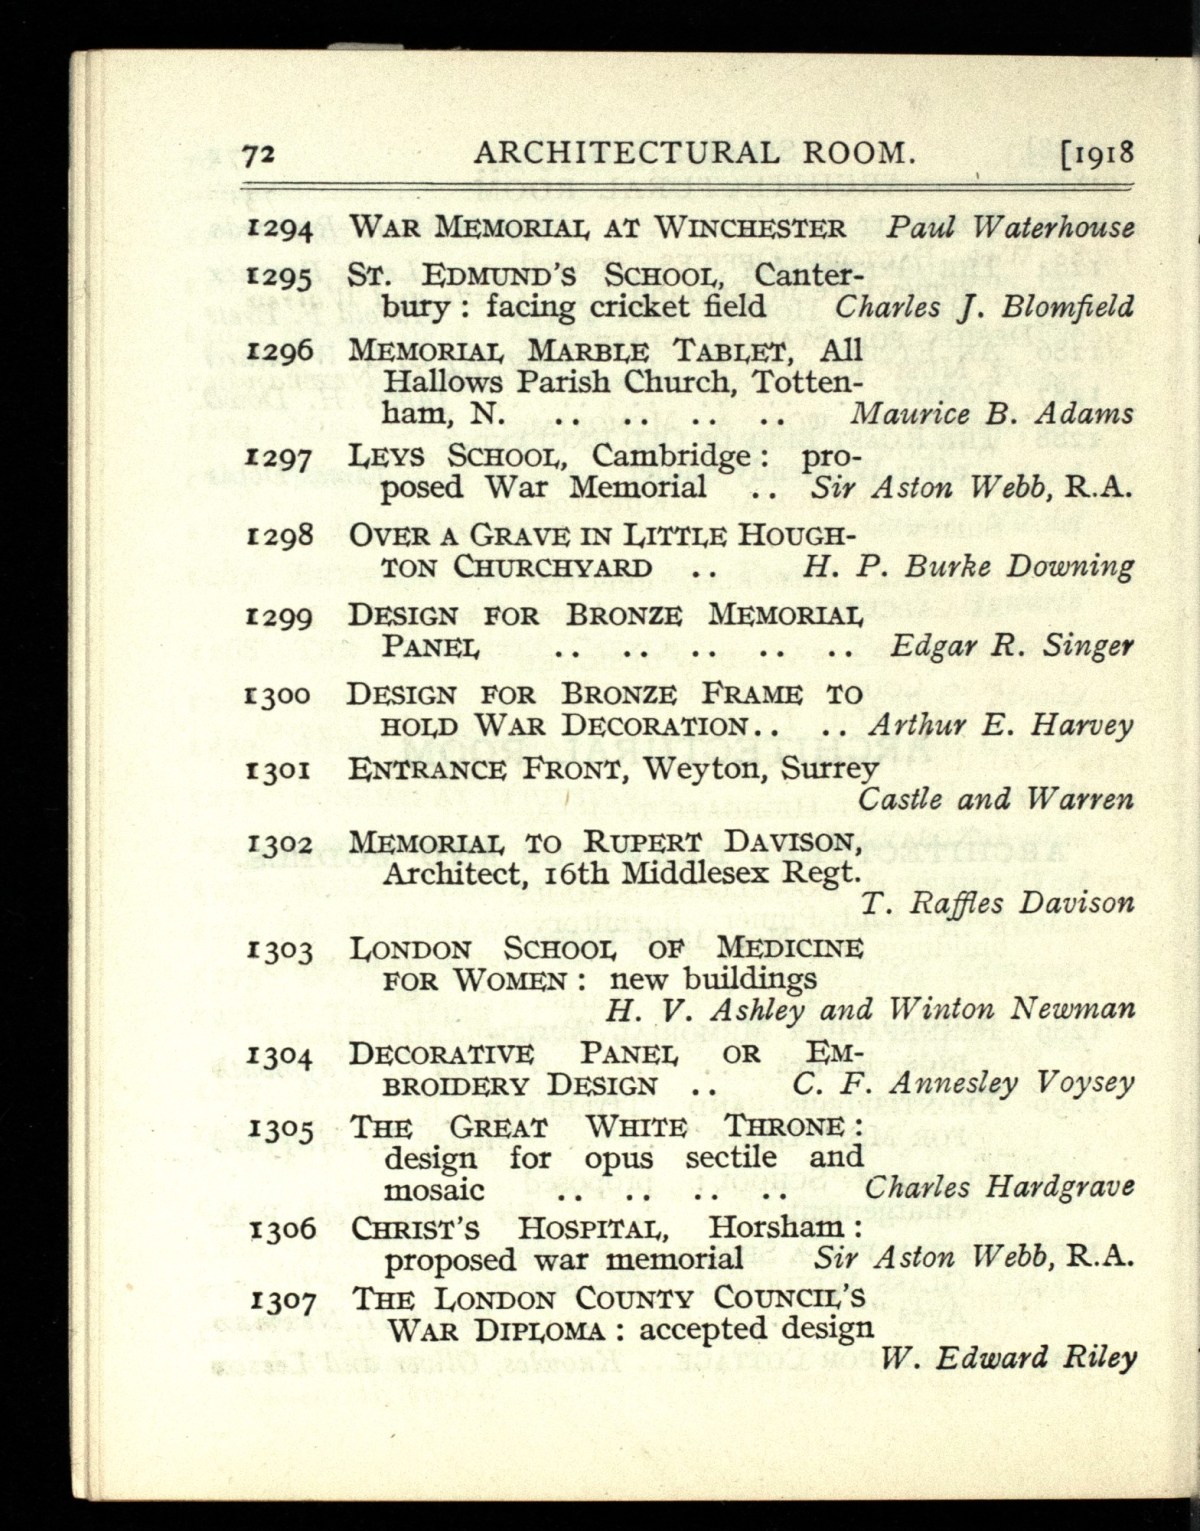 72 ARCHITECTURAL ROOM. [1918
1294 WAR MEMORIAL AT WINCHESTER Paul Waterhouse
1295 ST. EDMUND'S SCHOOL, Canter-
bury : facing cricket field Charles J. Blomfield
1296 MEMORIAL MARBLE TABLET, All
Hallows Parish Church, Totten-
ham, N. .. .. .. .. Maurice B. Adams
1297 LEYS SCHOOL, Cambridge : pro-
posed War Memorial .. Sir Aston Webb, R.A.
1298 OVER A GRAVE IN LITTLE HOUGH-
TON CHURCHYARD .. H. P. Burke Downing
1299 DESIGN FOR BRONZE MEMORIAL
PANEL .. .. .. .. .. Edgar R. Singer
1300 DESIGN FOR BRONZE FRAME TO
HOLD WAR DECORATION.. .. Arthur E. Harvey
1301 ENTRANCE FRONT, Weyton, Surrey
Castle and Warren
1302 MEMORIAL TO RUPERT DAVISON,
Architect, 16th Middlesex Regt.
T. Raffles Davison
1303 LONDON SCHOOL OF MEDICINE
FOR WOMEN : new buildings
H. V. Ashley and Winton Newman
1304 DECORATIVE PANEL OR EM-
BROIDERY DESIGN .. C. F. Annesley Voysey
1305 THE GREAT WHITE THRONE :
design for opus sectile and
mosaic .. .. .. .. Charles Hardgrave
1306 CHRIST'S HOSPITAL, Horsham :
proposed war memorial Sir Aston Webb, R.A.
1307 THE LONDON COUNTY COUNCIL'S
WAR DIPLOMA : accepted design
W. Edward Riley